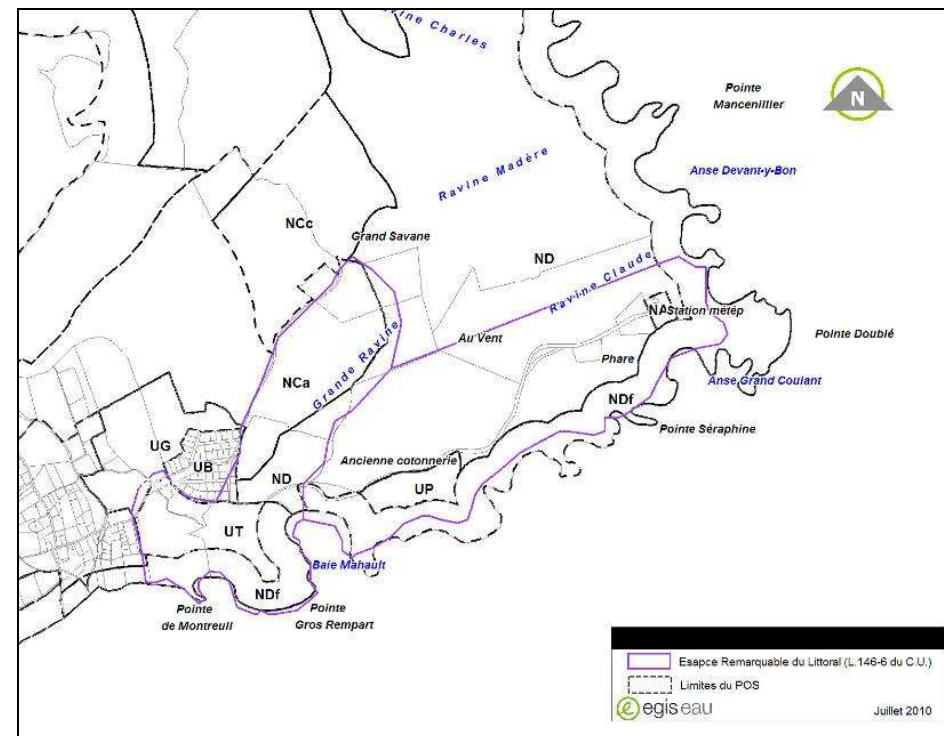 Ravine Charles
Pointe
Mancenillier
N
Anse Devant-y-Bon
Ravine Madère
NCc
Grand Savane
ND
Ravine Claude
NA
Station météo
Pointe Doublé
Au Vent
Phare
Grande Ravine
NCa
Anse Grand Coulant
NDf
Pointe Séraphine
UG
UB
Ancienne cotonnerie
ND
UP
UT
Baie Mahault
NDf
Pointe
de Montreuil
Pointe
Gros Rempart
Esapce Remarquable du Littoral (L.146-6 du C.U.)
Limites du POS
egis eau
Juillet 2010